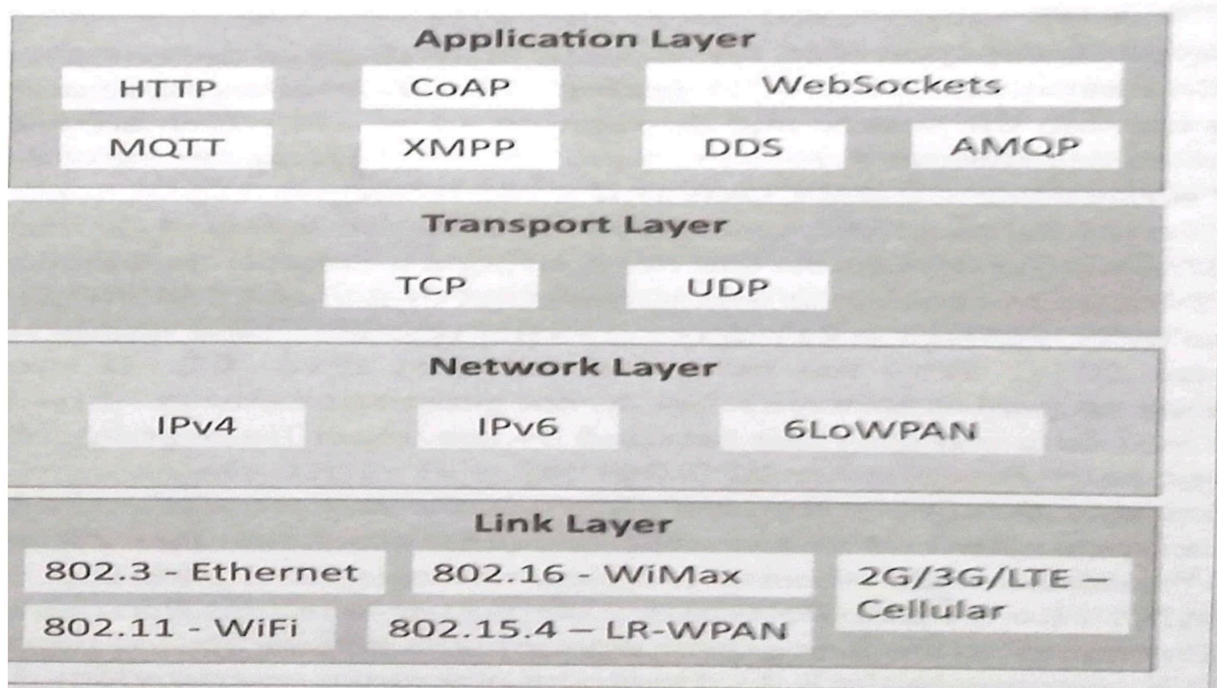 Application Layer
HTTP CoAP WebSockets
MQTT XMPP DDS AMQP
Transport Layer
TCP UDP
Network Layer
IPv4 IPv6 6LoWPAN
Link Layer
802.3 - Ethernet 802.16 - WiMax 2G/3G/LTE –
Cellular
802.11 - WiFi 802.15.4 – LR-WPAN